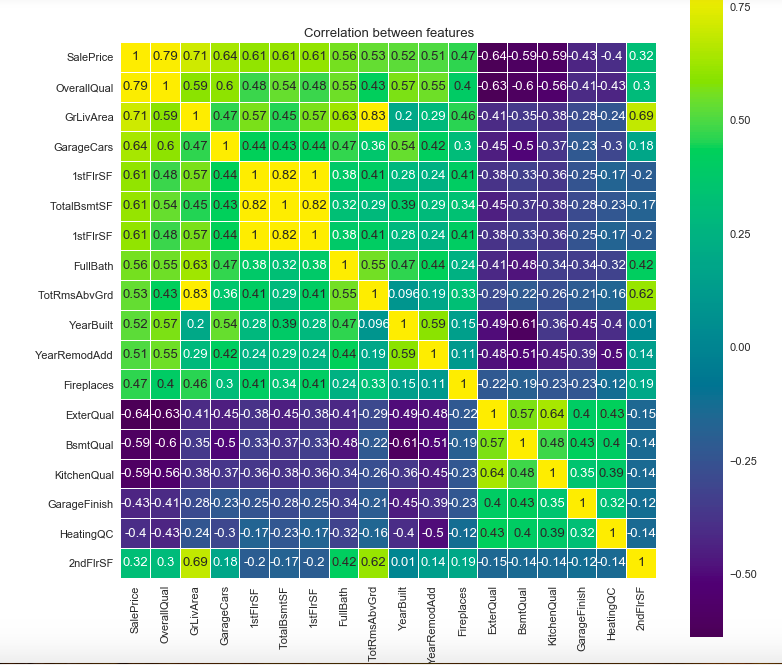 Correlation between features
SalePrice 1 0.79 0.71 0.64 0.61 0.61 0.61 0.56 0.53 0.52 0.51 0.47 -0.64 -0.59 -0.59 -0.43 -0.4 0.32
OverallQual 0.79 1 0.59 0.6 0.48 0.54 0.48 0.55 0.43 0.57 0.55 0.4 -0.63 -0.6 -0.56 -0.41 -0.43 0.3
GrLivArea 0.71 0.59 1 0.47 0.57 0.45 0.57 0.63 0.83 0.2 0.29 0.46 -0.41 -0.35 -0.38 -0.28 -0.24 0.69
GarageCars 0.64 0.6 0.47 1 0.44 0.43 0.44 0.47 0.36 0.54 0.42 0.3 -0.45 -0.5 -0.37 -0.23 -0.3 0.18
1stFlrSF 0.61 0.48 0.57 0.44 1 0.82 1 0.38 0.41 0.28 0.24 0.41 -0.38 -0.33 -0.36 -0.25 -0.17 -0.2
TotalBsmtSF 0.61 0.54 0.45 0.43 0.82 1 0.82 0.32 0.29 0.39 0.29 0.34 -0.45 -0.37 -0.38 -0.28 -0.23 -0.17
1stFlrSF 0.61 0.48 0.57 0.44 1 0.82 1 0.38 0.41 0.28 0.24 0.41 -0.38 -0.33 -0.36 -0.25 -0.17 -0.2
FullBath 0.56 0.55 0.63 0.47 0.38 0.32 0.38 1 0.55 0.47 0.44 0.24 -0.41 -0.48 -0.34 -0.34 -0.32 0.42
TotRmsAbvGrd 0.53 0.43 0.83 0.36 0.41 0.29 0.41 0.55 1 0.096 0.19 0.33 -0.29 -0.22 -0.26 -0.21 -0.16 0.62
YearBuilt 0.52 0.57 0.2 0.54 0.28 0.39 0.28 0.47 0.096 1 0.59 0.15 -0.49 -0.61 -0.36 -0.45 -0.4 0.01
YearRemodAdd 0.51 0.55 0.29 0.42 0.24 0.29 0.24 0.44 0.19 0.59 1 0.11 -0.48 -0.51 -0.45 -0.39 -0.5 0.14
Fireplaces 0.47 0.4 0.46 0.3 0.41 0.34 0.41 0.24 0.33 0.15 0.11 1 -0.22 -0.19 -0.23 -0.23 -0.12 0.19
ExterQual -0.64 -0.63 -0.41 -0.45 -0.38 -0.45 -0.38 -0.41 -0.29 -0.49 -0.48 -0.22 1 0.57 0.64 0.4 0.43 -0.15
BsmtQual -0.59 -0.6 -0.35 -0.5 -0.33 -0.37 -0.33 -0.48 -0.22 -0.61 -0.51 -0.19 0.57 1 0.48 0.43 0.4 -0.14
KitchenQual -0.59 -0.56 -0.38 -0.37 -0.36 -0.38 -0.36 -0.34 -0.26 -0.36 -0.45 -0.23 0.64 0.48 1 0.35 0.39 -0.14
GarageFinish -0.43 -0.41 -0.28 -0.23 -0.25 -0.28 -0.25 -0.34 -0.21 -0.45 -0.39 -0.23 0.4 0.43 0.35 1 0.32 -0.12
HeatingQC -0.4 -0.43 -0.24 -0.3 -0.17 -0.23 -0.17 -0.32 -0.16 -0.4 -0.5 -0.12 0.43 0.4 0.39 0.32 1 -0.14
2ndFlrSF 0.32 0.3 0.69 0.18 -0.2 -0.17 -0.2 0.42 0.62 0.01 0.14 0.19 -0.15 -0.14 -0.14 -0.12 -0.14 1
SalePrice
OverallQual
GrLivArea
GarageCars
1stFlrSF
TotalBsmtSF
1stFlrSF
FullBath
TotRmsAbvGrd
YearBuilt
YearRemodAdd
Fireplaces
ExterQual
BsmtQual
KitchenQual
GarageFinish
HeatingQC
2ndFlrSF
0.75
0.50
0.25
0.00
−0.25
−0.50